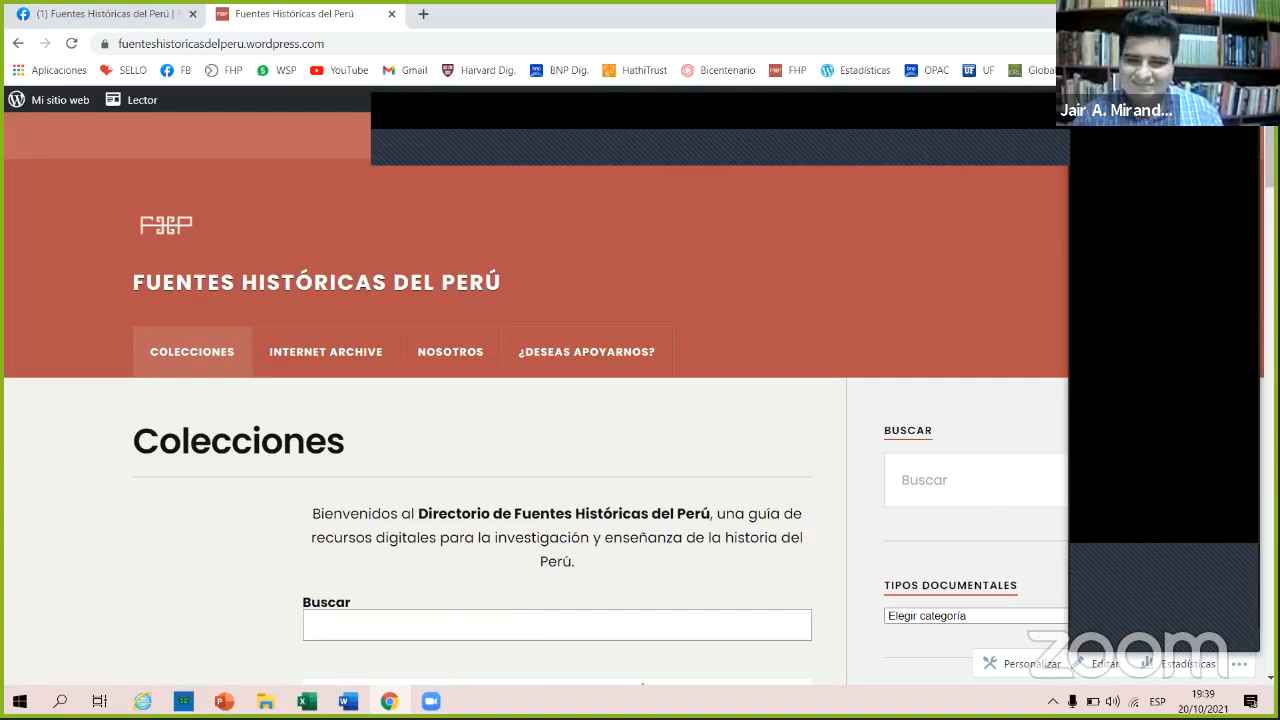 (1) Fuentes Históricas del Perú |
Fuentes Históricas del Perú
fuenteshistoricasdelperu.wordpress.com
Aplicaciones SELLO FB FHP WSP YouTube Gmail Harvard Dig. BNP Dig. HathiTrust Bicentenario FHP Estadísticas OPAC UF Globa
Mi sitio web Lector
Jair A. Mirand...
FHP
FUENTES HISTÓRICAS DEL PERÚ
COLECCIONES INTERNET ARCHIVE NOSOTROS ¿DESEAS APOYARNOS?
Colecciones
Bienvenidos al Directorio de Fuentes Históricas del Perú, una guía de
recursos digitales para la investigación y enseñanza de la historia del
Perú.
Buscar
BUSCAR
Buscar
TIPOS DOCUMENTALES
Elegir categoría
zoom
Personalizar Editar Estadísticas
ESP
19:39
20/10/2021